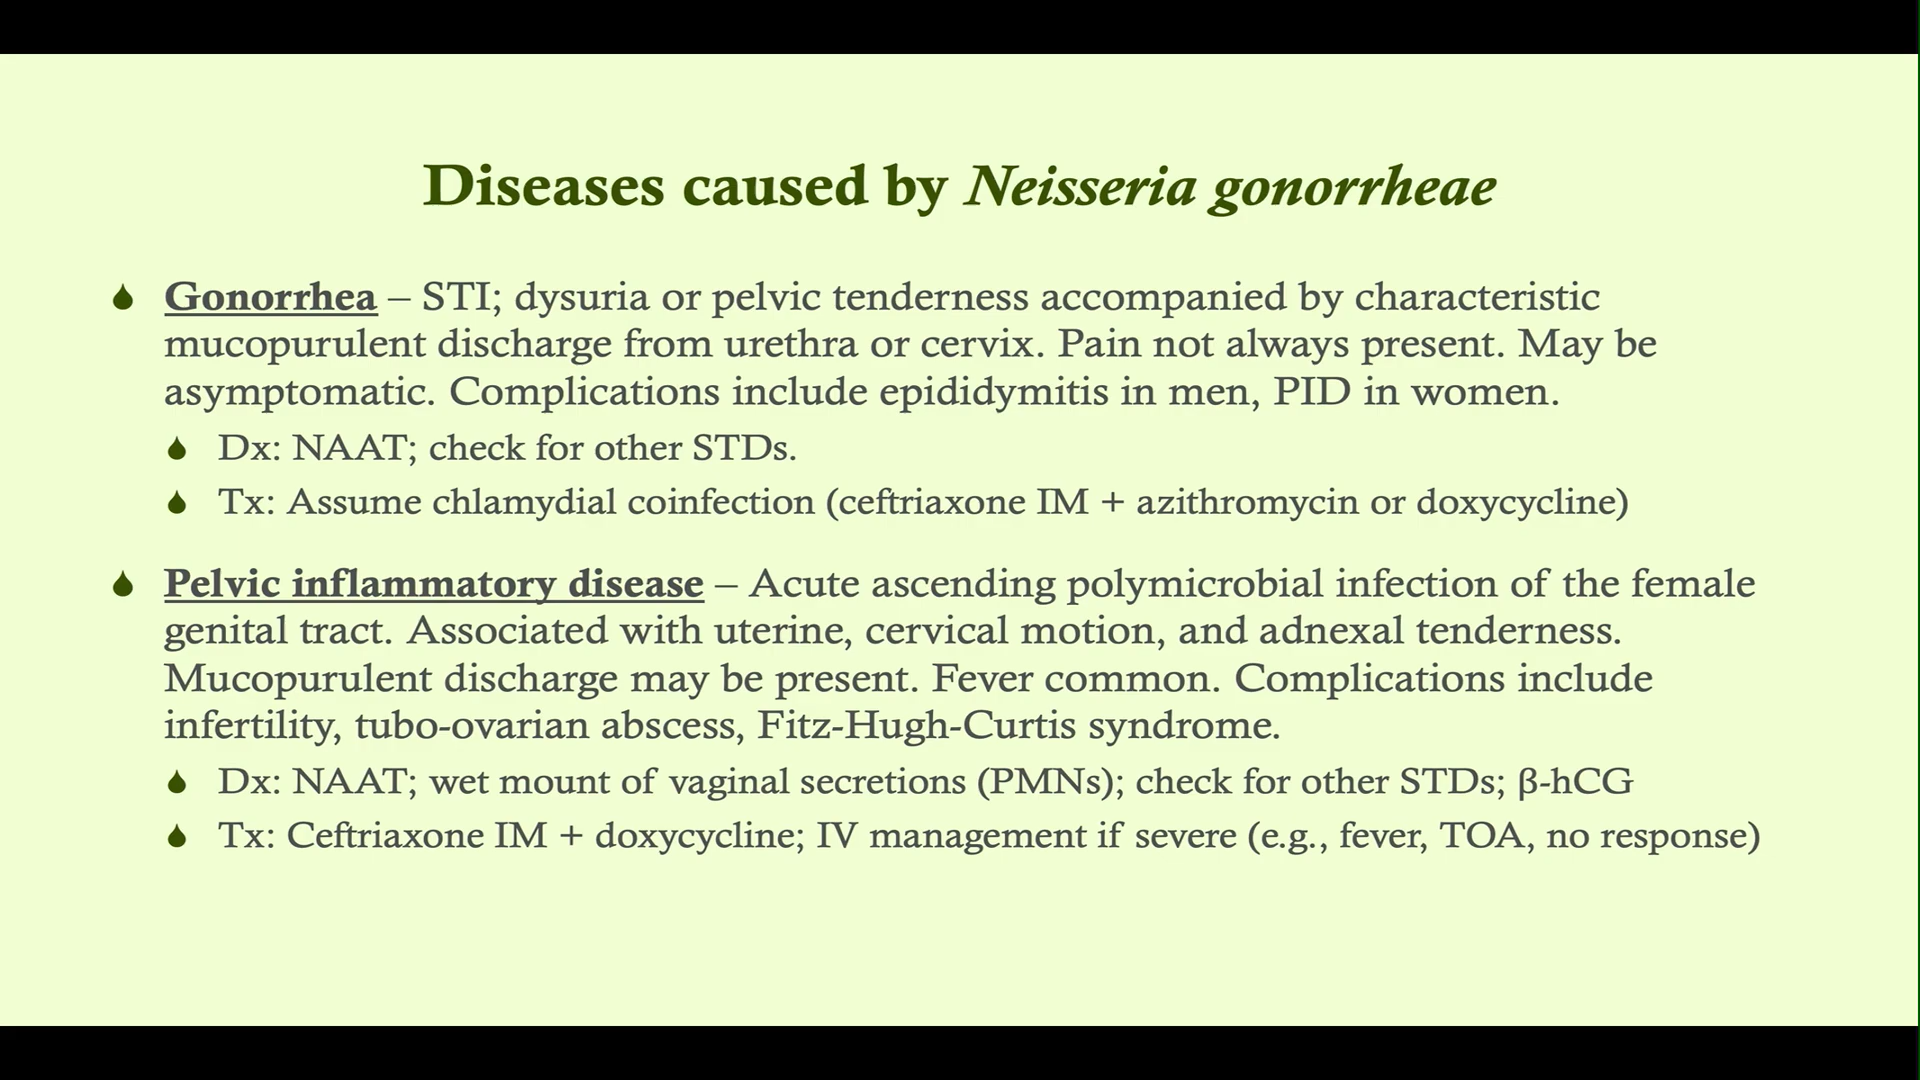 Diseases caused by Neisseria gonorrheae
Gonorrhea – STI; dysuria or pelvic tenderness accompanied by characteristic
mucopurulent discharge from urethra or cervix. Pain not always present. May be
asymptomatic. Complications include epididymitis in men, PID in women.
Dx: NAAT; check for other STDs.
Tx: Assume chlamydial coinfection (ceftriaxone IM + azithromycin or doxycycline)
Pelvic inflammatory disease – Acute ascending polymicrobial infection of the female
genital tract. Associated with uterine, cervical motion, and adnexal tenderness.
Mucopurulent discharge may be present. Fever common. Complications include
infertility, tubo-ovarian abscess, Fitz-Hugh-Curtis syndrome.
Dx: NAAT; wet mount of vaginal secretions (PMNs); check for other STDs; β-hCG
Tx: Ceftriaxone IM + doxycycline; IV management if severe (e.g., fever, TOA, no response)